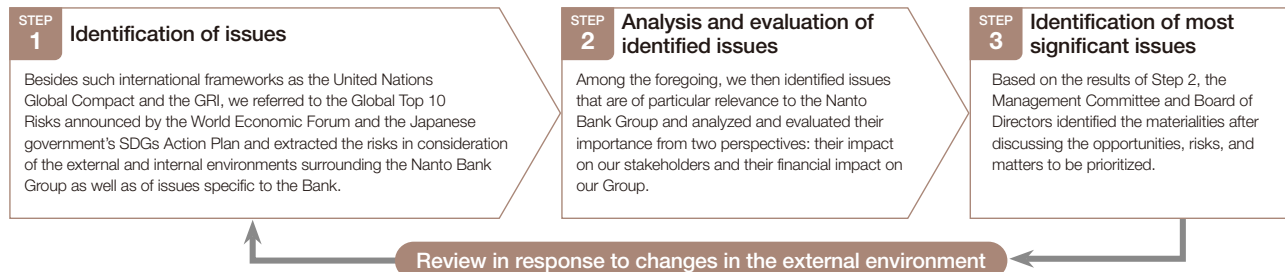 STEP
1
Identification of issues
Besides such international frameworks as the United Nations
Global Compact and the GRI, we referred to the Global Top 10
Risks announced by the World Economic Forum and the Japanese
government's SDGs Action Plan and extracted the risks in consideration
of the external and internal environments surrounding the Nanto Bank
Group as well as of issues specific to the Bank.
STEP
2
Analysis and evaluation of
identified issues
Among the foregoing, we then identified issues
that are of particular relevance to the Nanto
Bank Group and analyzed and evaluated their
importance from two perspectives: their impact
on our stakeholders and their financial impact on
our Group.
STEP
3
Identification of most
significant issues
Based on the results of Step 2, the
Management Committee and Board of
Directors identified the materialities after
discussing the opportunities, risks, and
matters to be prioritized.
Review in response to changes in the external environment